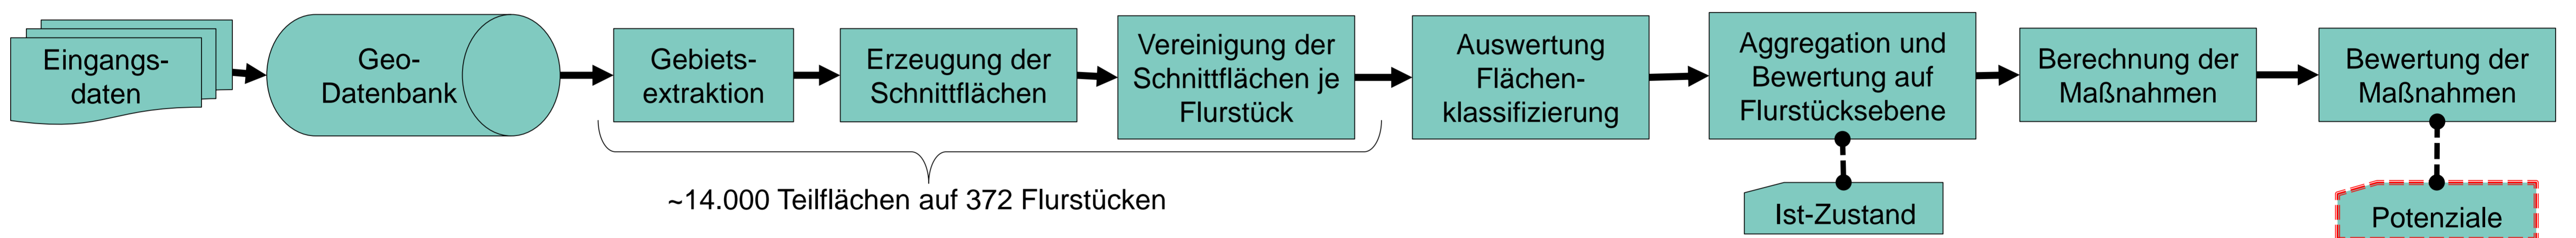 Eingangs-
daten
Geo-
Datenbank
Gebiets-
extraktion
Erzeugung der
Schnittflächen
Vereinigung der
Schnittflächen je
Flurstück
Auswertung
Flächen-
klassifizierung
Aggregation und
Bewertung auf
Flurstücksebene
Berechnung der
Maßnahmen
Bewertung der
Maßnahmen
~14.000 Teilflächen auf 372 Flurstücken
Ist-Zustand
Potenziale